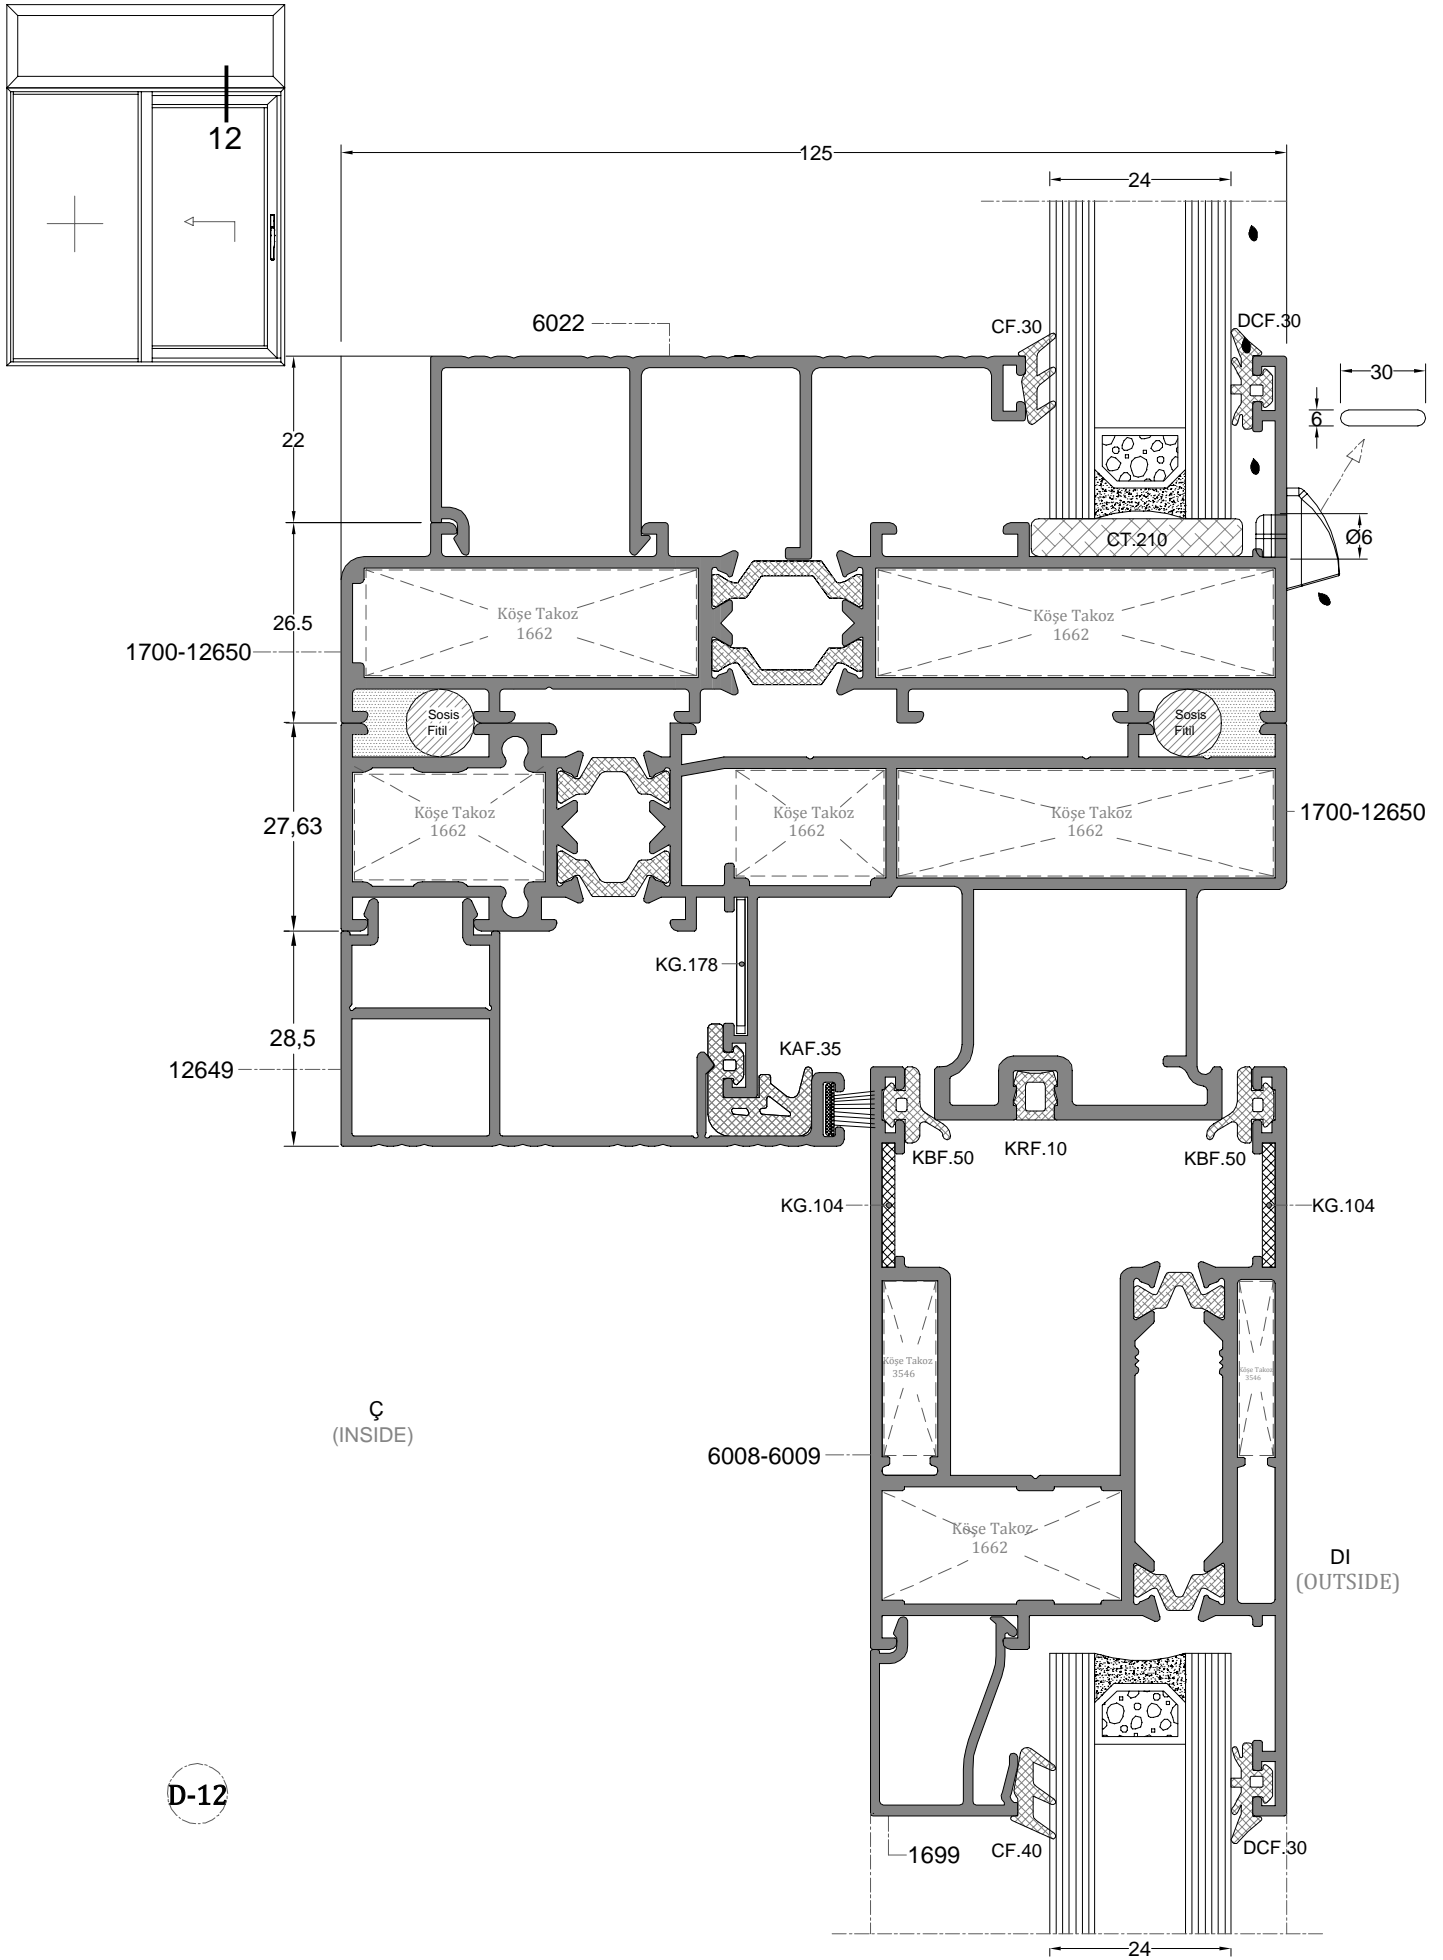 12
125
24
6022
CF.30
DCF.30
30
6
22
CT.210
Ø6
Köşe Takoz
1662
Köşe Takoz
1662
26.5
1700-12650
Sosis
Fitil
Sosis
Fitil
27,63
Köşe Takoz
1662
Köşe Takoz
1662
Köşe Takoz
1662
1700-12650
KG.178
28,5
12649
KAF.35
KBF.50
KRF.10
KBF.50
KG.104
KG.104
Köşe Takoz
3546
Köşe Takoz
3546
Ç
(INSIDE)
6008-6009
Köşe Takoz
1662
DI
(OUTSIDE)
D-12
1699
CF.40
DCF.30
24